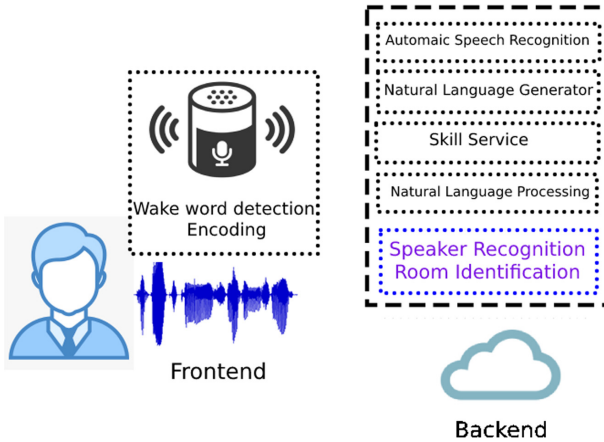 Automaic Speech Recognition
Natural Language Generator
Skill Service
Natural Language Processing
Speaker Recognition
Room Identification
Wake word detection
Encoding
Frontend
Backend